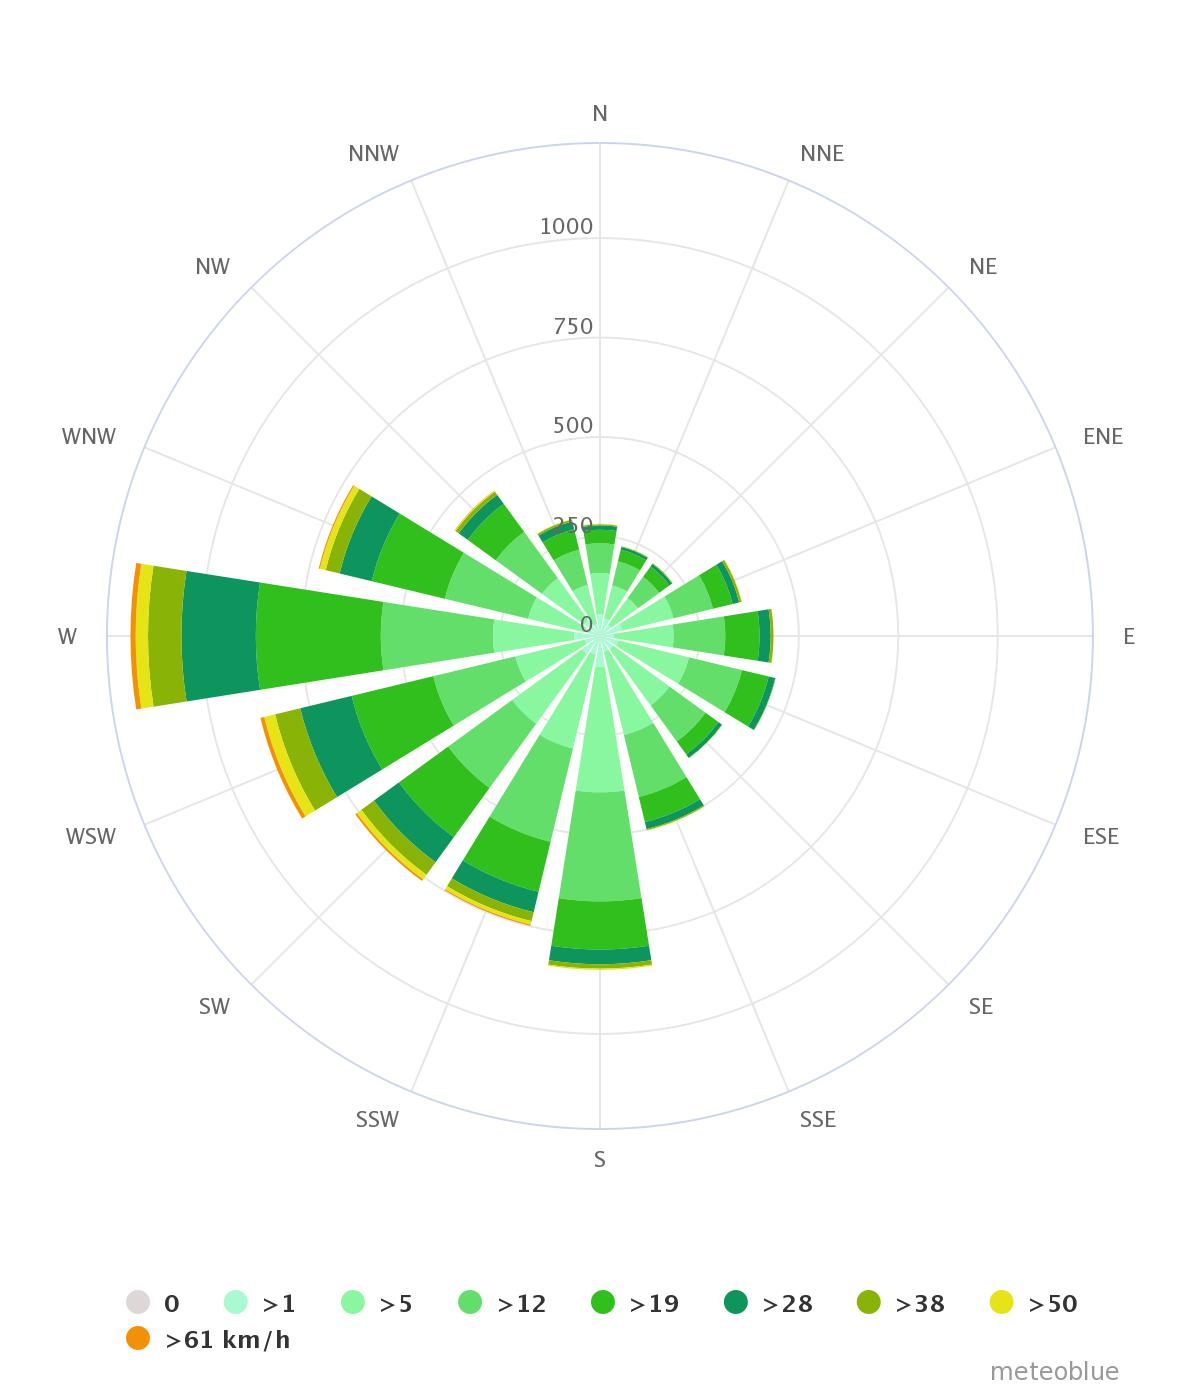 N
NNW
NNE
1000
NW
NE
750
500
WNW
ENE
250
0
W
E
WSW
ESE
SW
SE
SSW
SSE
S
0 >1 >5 >12 >19 >28 >38 >50
>61 km/h
meteoblue